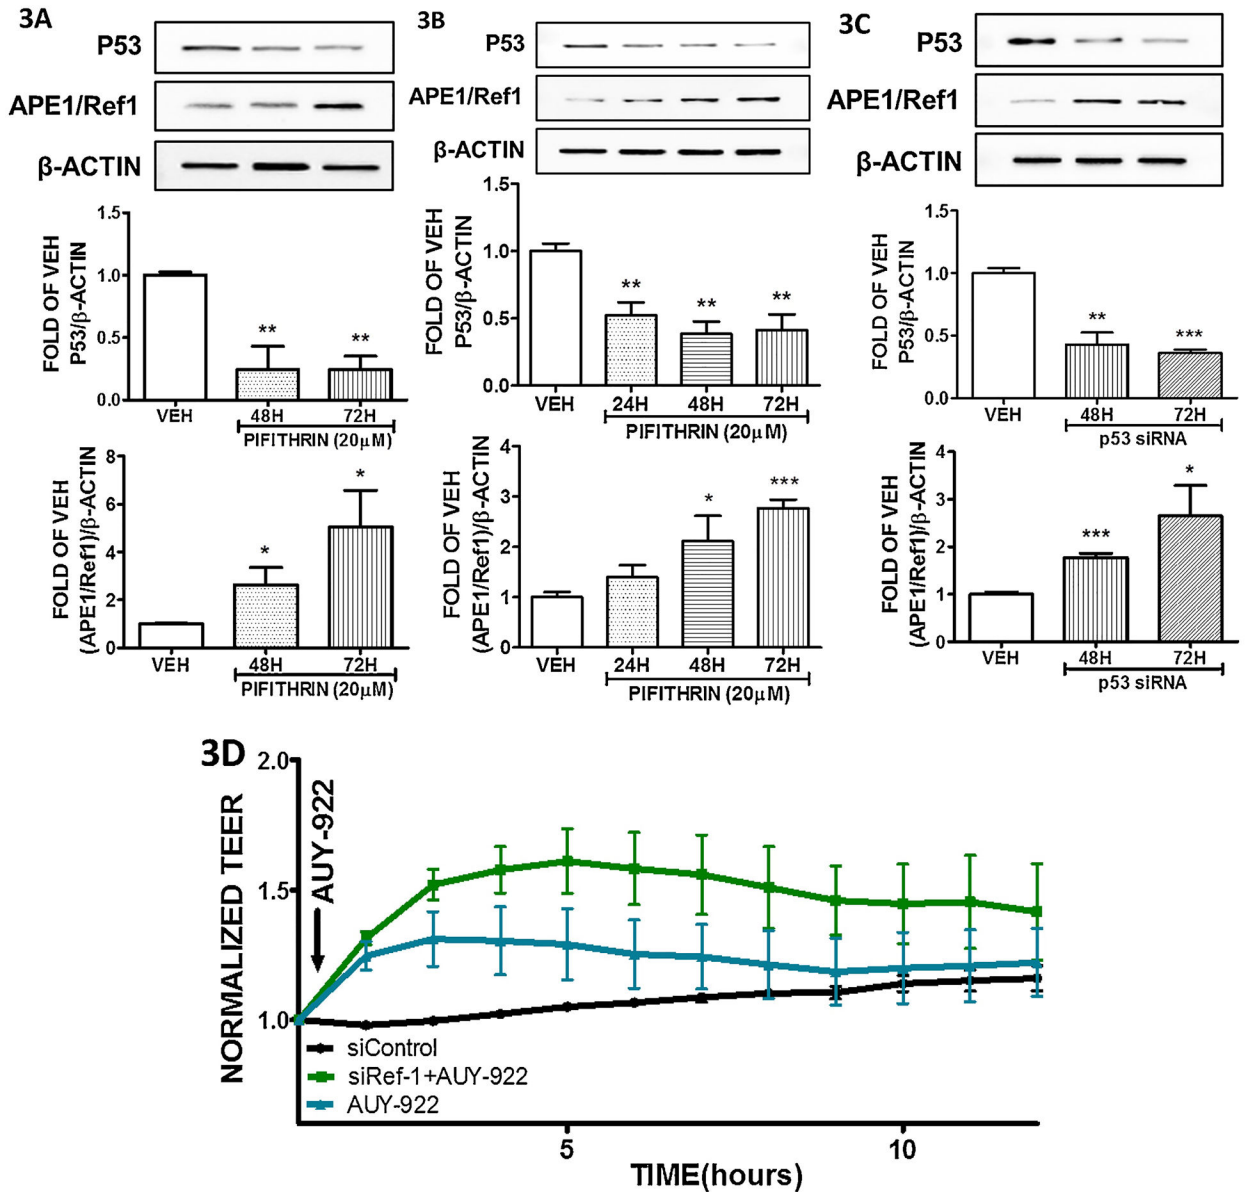 3A
P53
APE1/Ref1
β-ACTIN
FOLD OF VEH
P53/β-ACTIN
1.5
1.0
0.5
0.0
**
**
VEH
48H
72H
PIFITHRIN (20μM)
FOLD OF VEH
(APE1/Ref1)/β-ACTIN
8
6
4
2
0
*
*
VEH
48H
72H
PIFITHRIN (20μM)
3B
P53
APE1/Ref1
β-ACTIN
FOLD OF VEH
P53/β-ACTIN
1.5
1.0
0.5
0.0
**
**
**
VEH
24H
48H
72H
PIFITHRIN (20μM)
FOLD OF VEH
(APE1/Ref1)/β-ACTIN
4
3
2
1
0
*
***
VEH
24H
48H
72H
PIFITHRIN (20μM)
3C
P53
APE1/Ref1
β-ACTIN
FOLD OF VEH
P53/β-ACTIN
1.5
1.0
0.5
0.0
**
***
VEH
48H
72H
p53 siRNA
FOLD OF VEH
(APE1/Ref1)/β-ACTIN
4
3
2
1
0
***
*
VEH
48H
72H
p53 siRNA
3D
NORMALIZED TEER
2.0
1.5
1.0
AUY-922
siControl
siRef-1+AUY-922
AUY-922
5
10
TIME(hours)